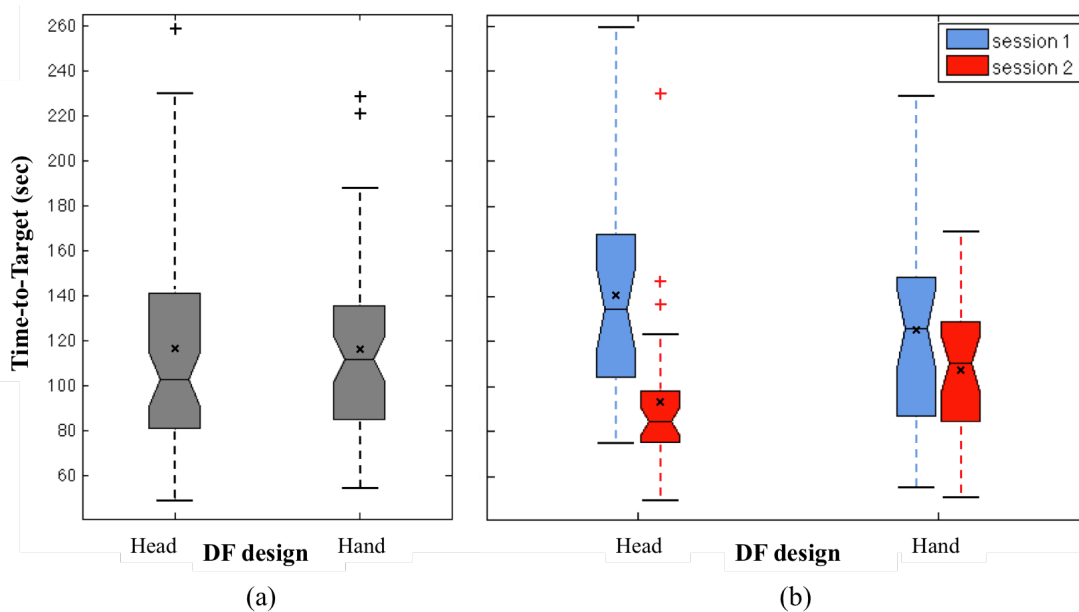 260
240
220
200
180
160
140
120
100
80
60
Time-to-Target (sec)
session 1
session 2
Head DF design Hand
Head DF design Hand
(a)
(b)